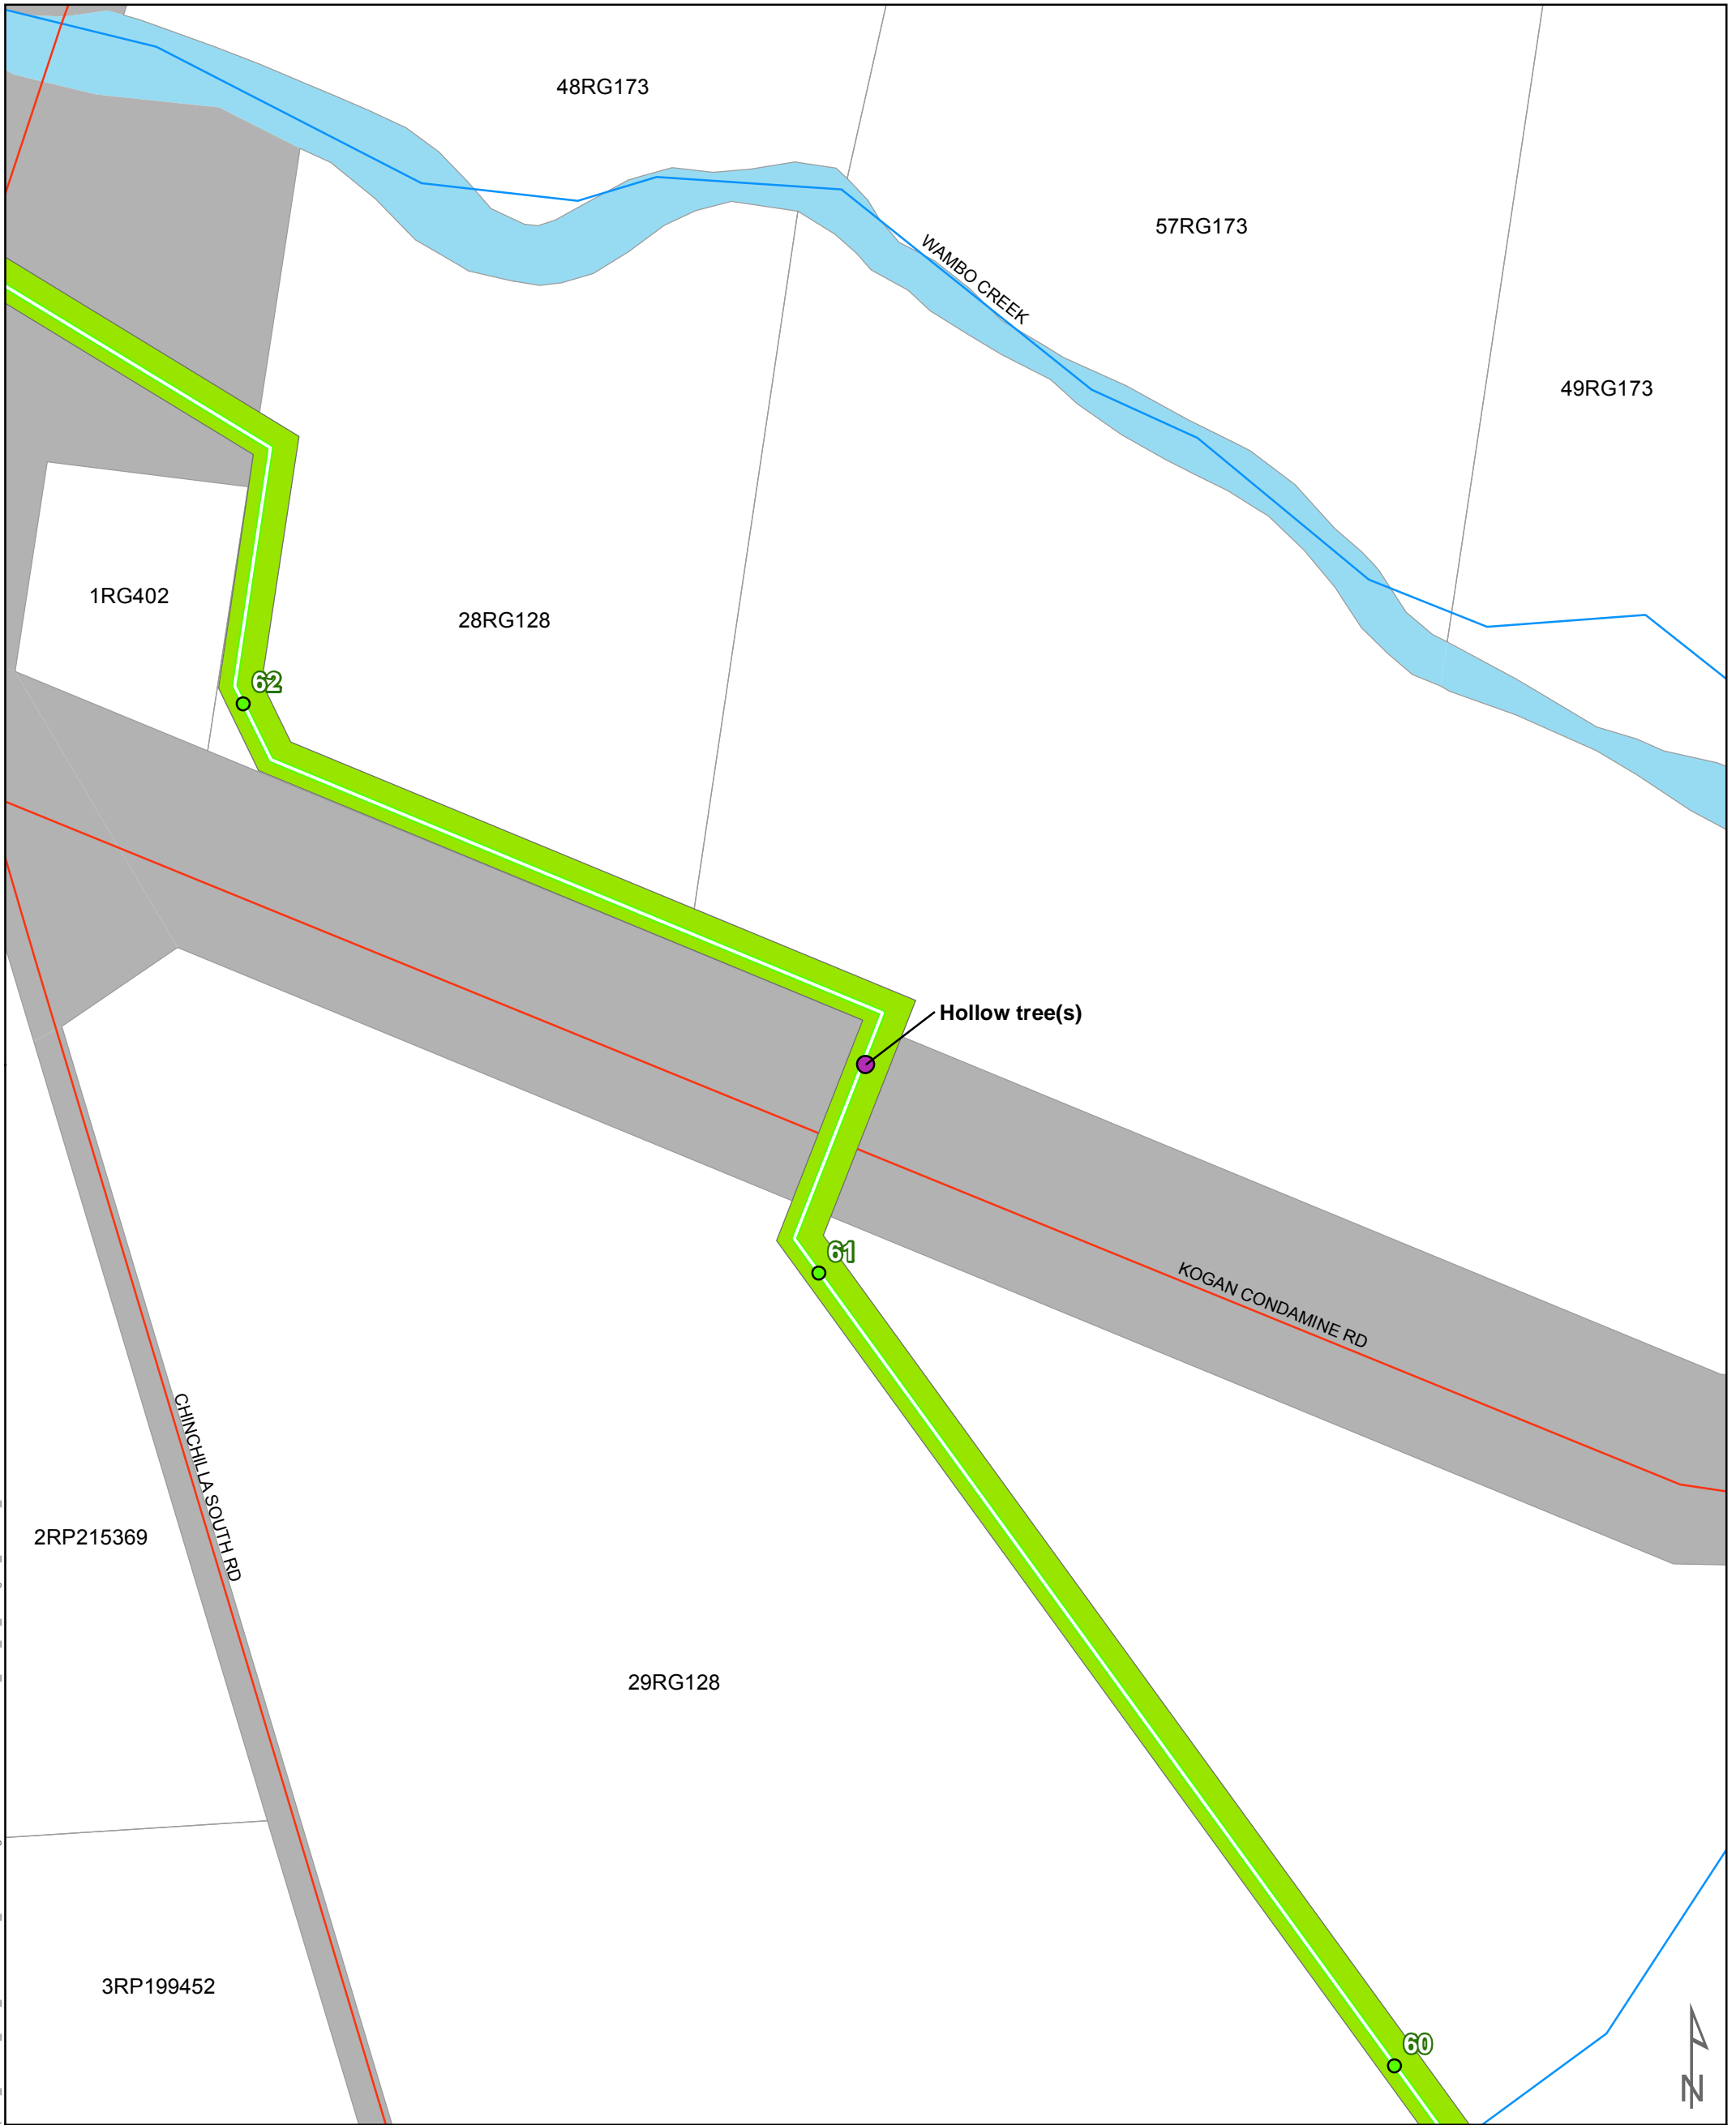 48RG173
57RG173
WAMBO CREEK
49RG173
1RG402
28RG128
62
Hollow tree(s)
61
KOGAN CONDAMINE RD
CHINCHILLA SOUTH RD
2RP215369
29RG128
3RP199452
60
N